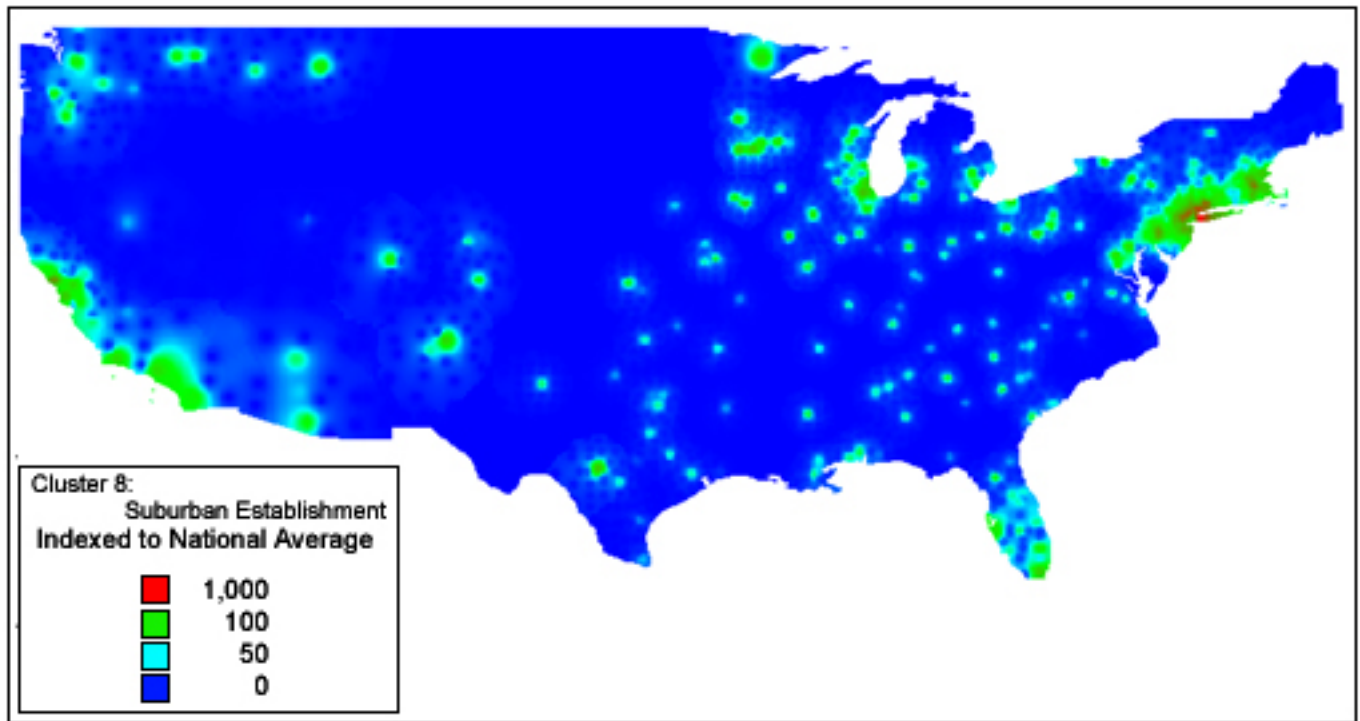 Cluster 8:
Suburban Establishment
Indexed to National Average
1,000
100
50
0